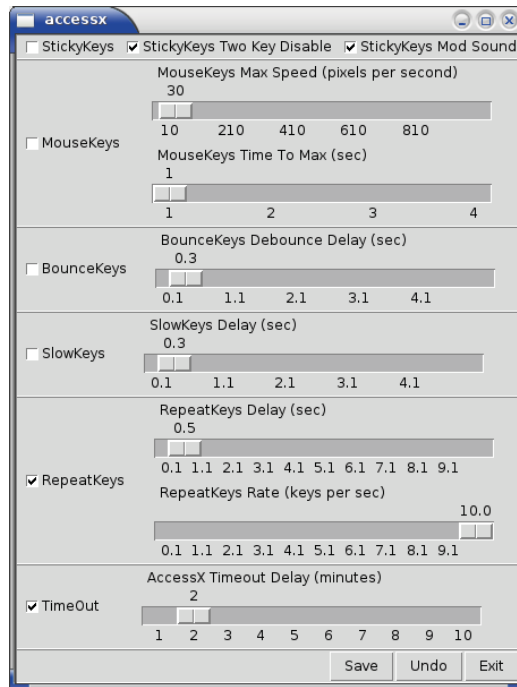 accessx
StickyKeys StickyKeys Two Key Disable StickyKeys Mod Sound
MouseKeys Max Speed (pixels per second)
30
10 210 410 610 810
MouseKeys
MouseKeys Time To Max (sec)
1
1 2 3 4
BounceKeys Debounce Delay (sec)
0.3
BounceKeys
0.1 1.1 2.1 3.1 4.1
SlowKeys Delay (sec)
0.3
SlowKeys
0.1 1.1 2.1 3.1 4.1
RepeatKeys Delay (sec)
0.5
0.1 1.1 2.1 3.1 4.1 5.1 6.1 7.1 8.1 9.1
RepeatKeys
RepeatKeys Rate (keys per sec)
10.0
0.1 1.1 2.1 3.1 4.1 5.1 6.1 7.1 8.1 9.1
AccessX Timeout Delay (minutes)
2
TimeOut
1 2 3 4 5 6 7 8 9 10
Save Undo Exit